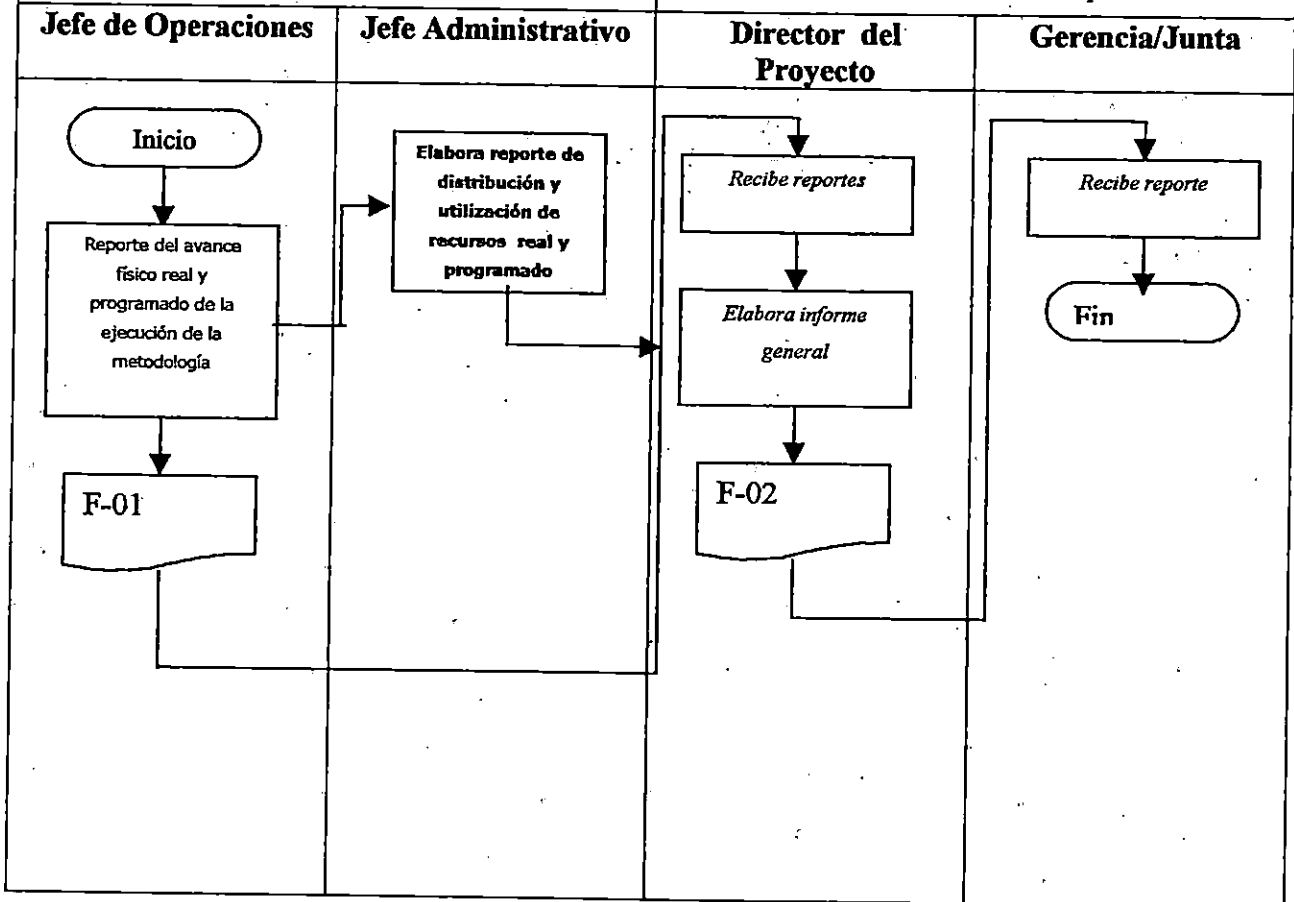 Jefe de Operaciones
Jefe Administrativo
Director del
Proyecto
Gerencia/Junta
Inicio
Reporte del avance
físico real y
programado de la
ejecución de la
metodología
F-01
Elabora reporte de
distribución y
utilización de
recursos real y
programado
Recibe reportes
Elabora informe
general
F-02
Recibe reporte
Fin